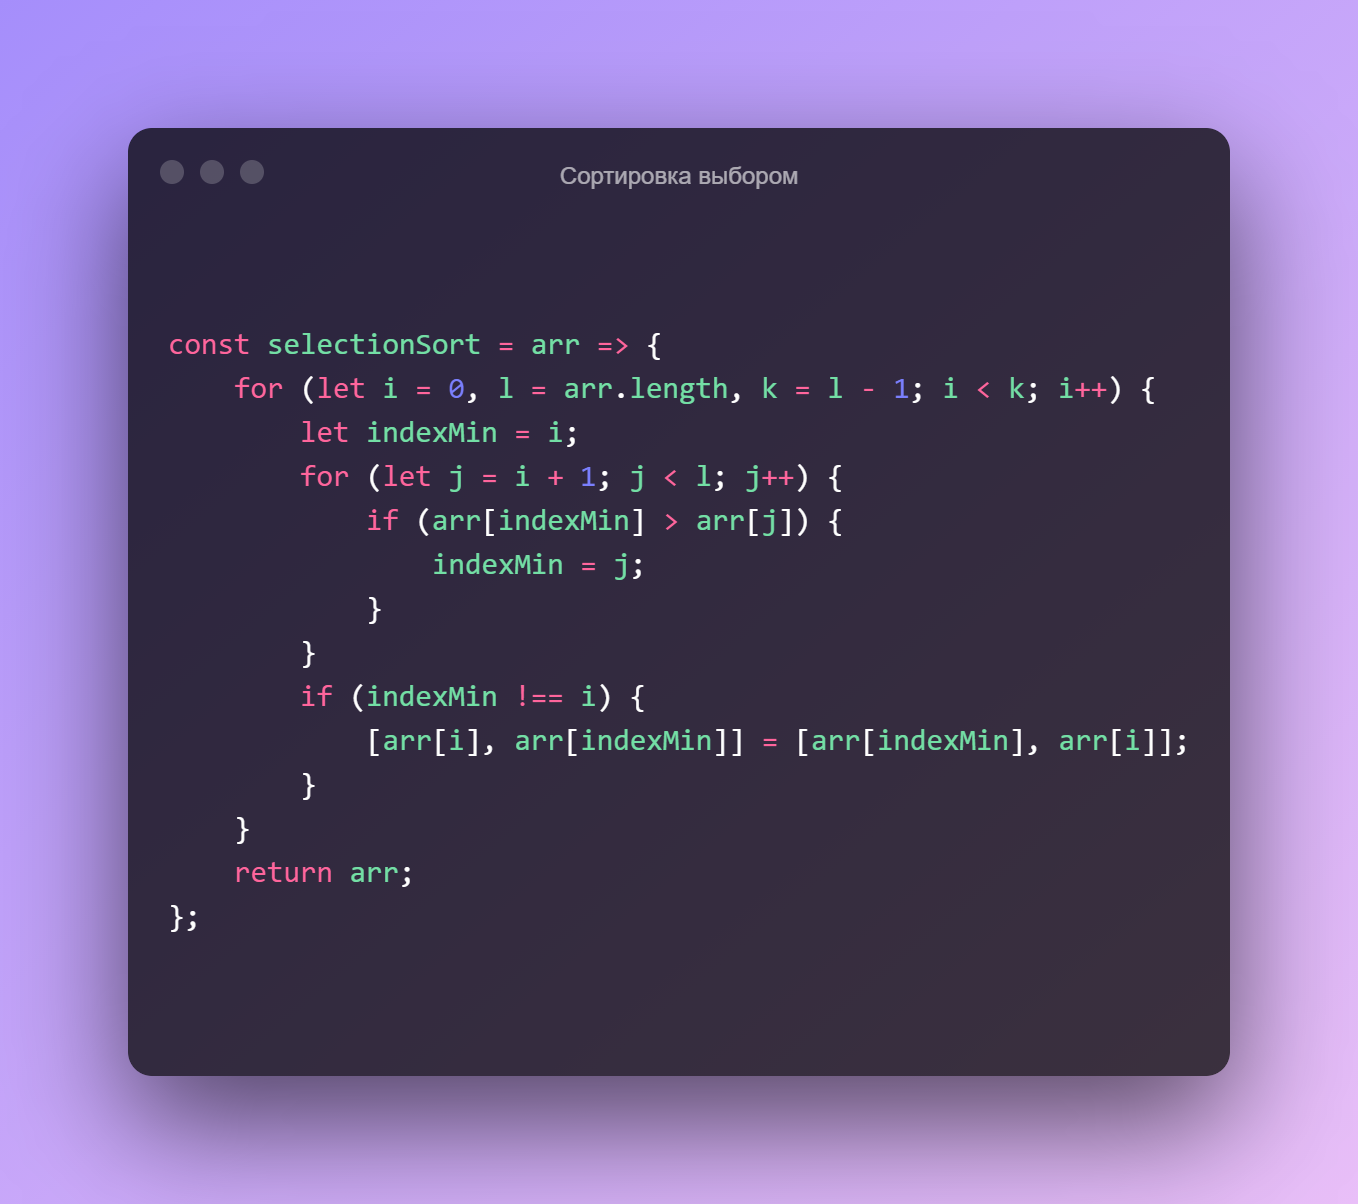 Сортировка выбором
const selectionSort = arr => {
    for (let i = 0, l = arr.length, k = l - 1; i < k; i++) {
        let indexMin = i;
        for (let j = i + 1; j < l; j++) {
            if (arr[indexMin] > arr[j]) {
                indexMin = j;
            }
        }
        if (indexMin !== i) {
            [arr[i], arr[indexMin]] = [arr[indexMin], arr[i]];
        }
    }
    return arr;
};